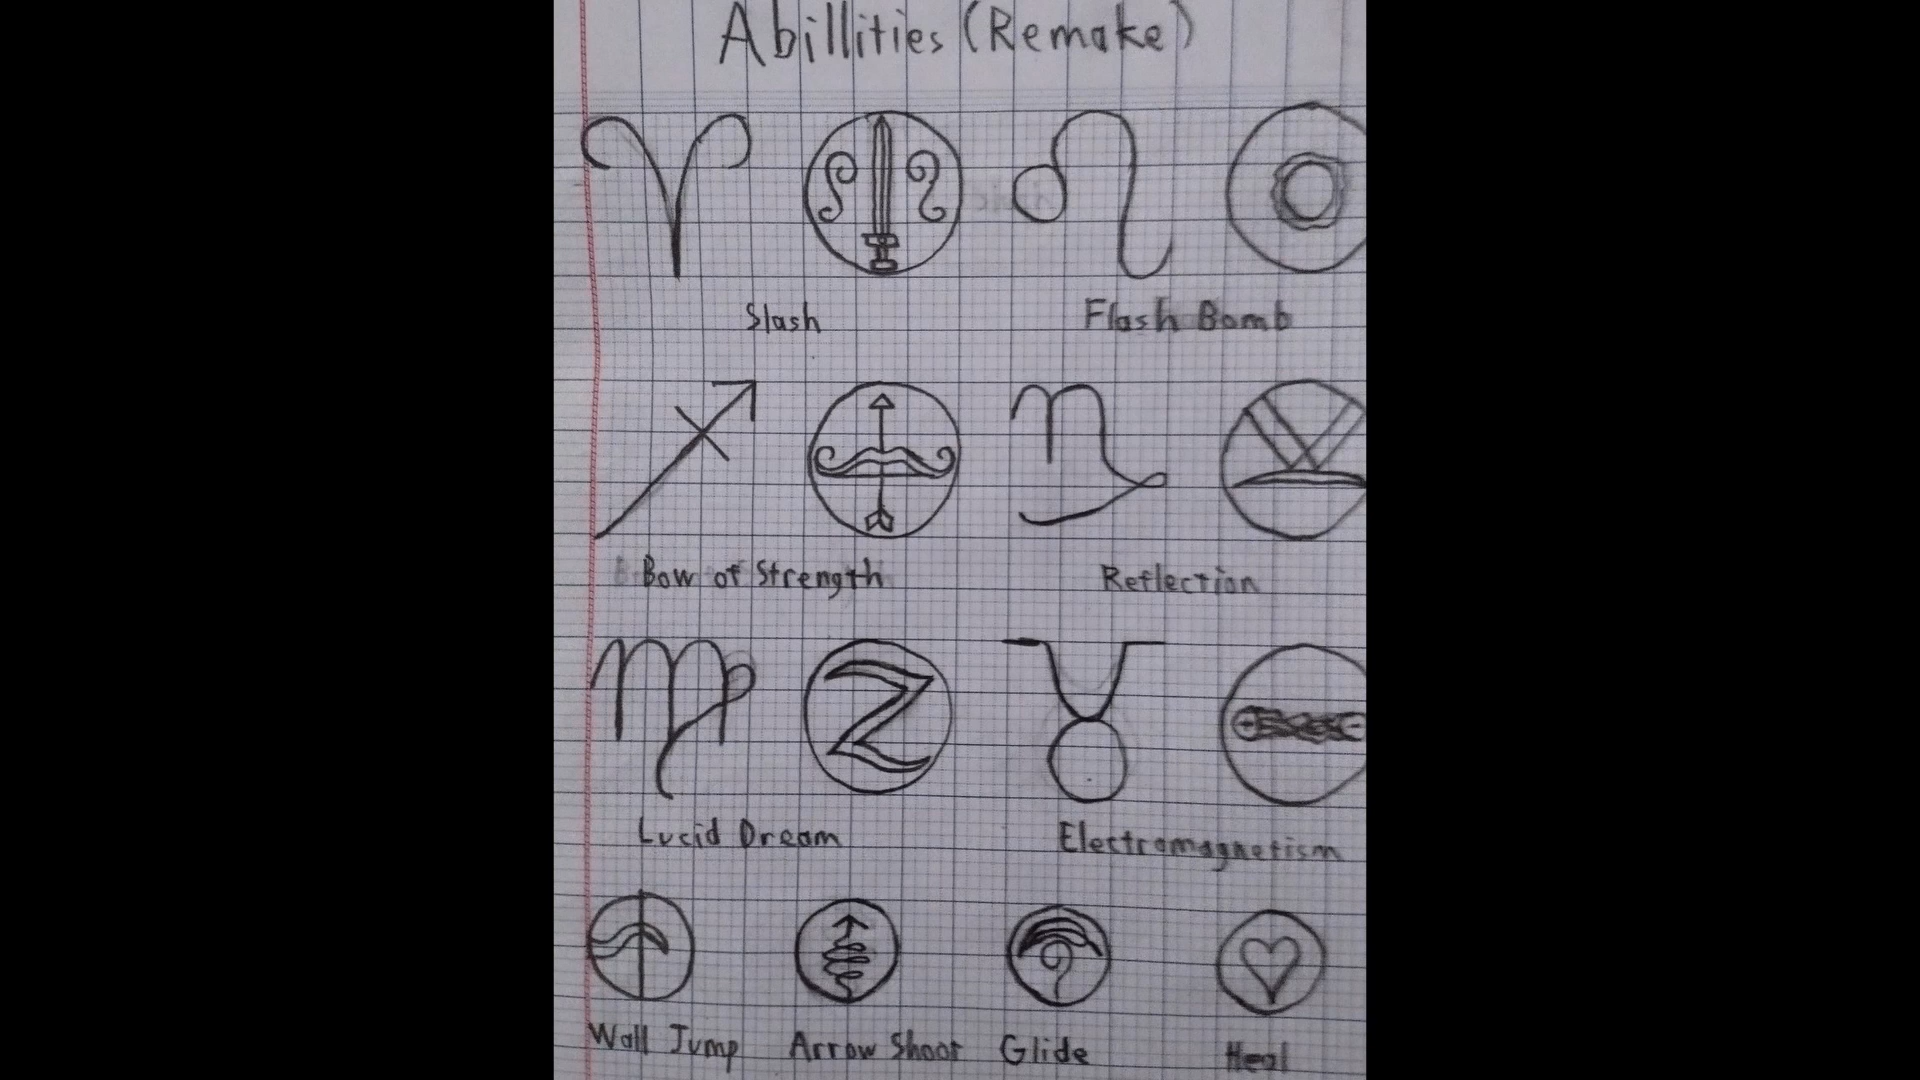 Abillities (Remake)
Slash
Flash Bomb
Bow of Strength
Reflection
Lucid Dream
Electromagnetism
Wall Jump
Arrow Shoot
Glide
Heal